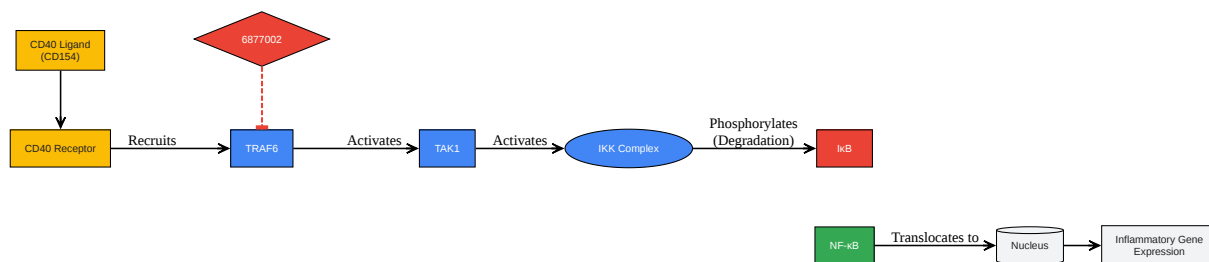 CD40 Ligand
(CD154)
6877002
CD40 Receptor
Recruits
TRAF6
Activates
TAK1
Activates
IKK Complex
Phosphorylates
(Degradation)
IκB
NF-κB
Translocates to
Nucleus
Inflammatory Gene
Expression